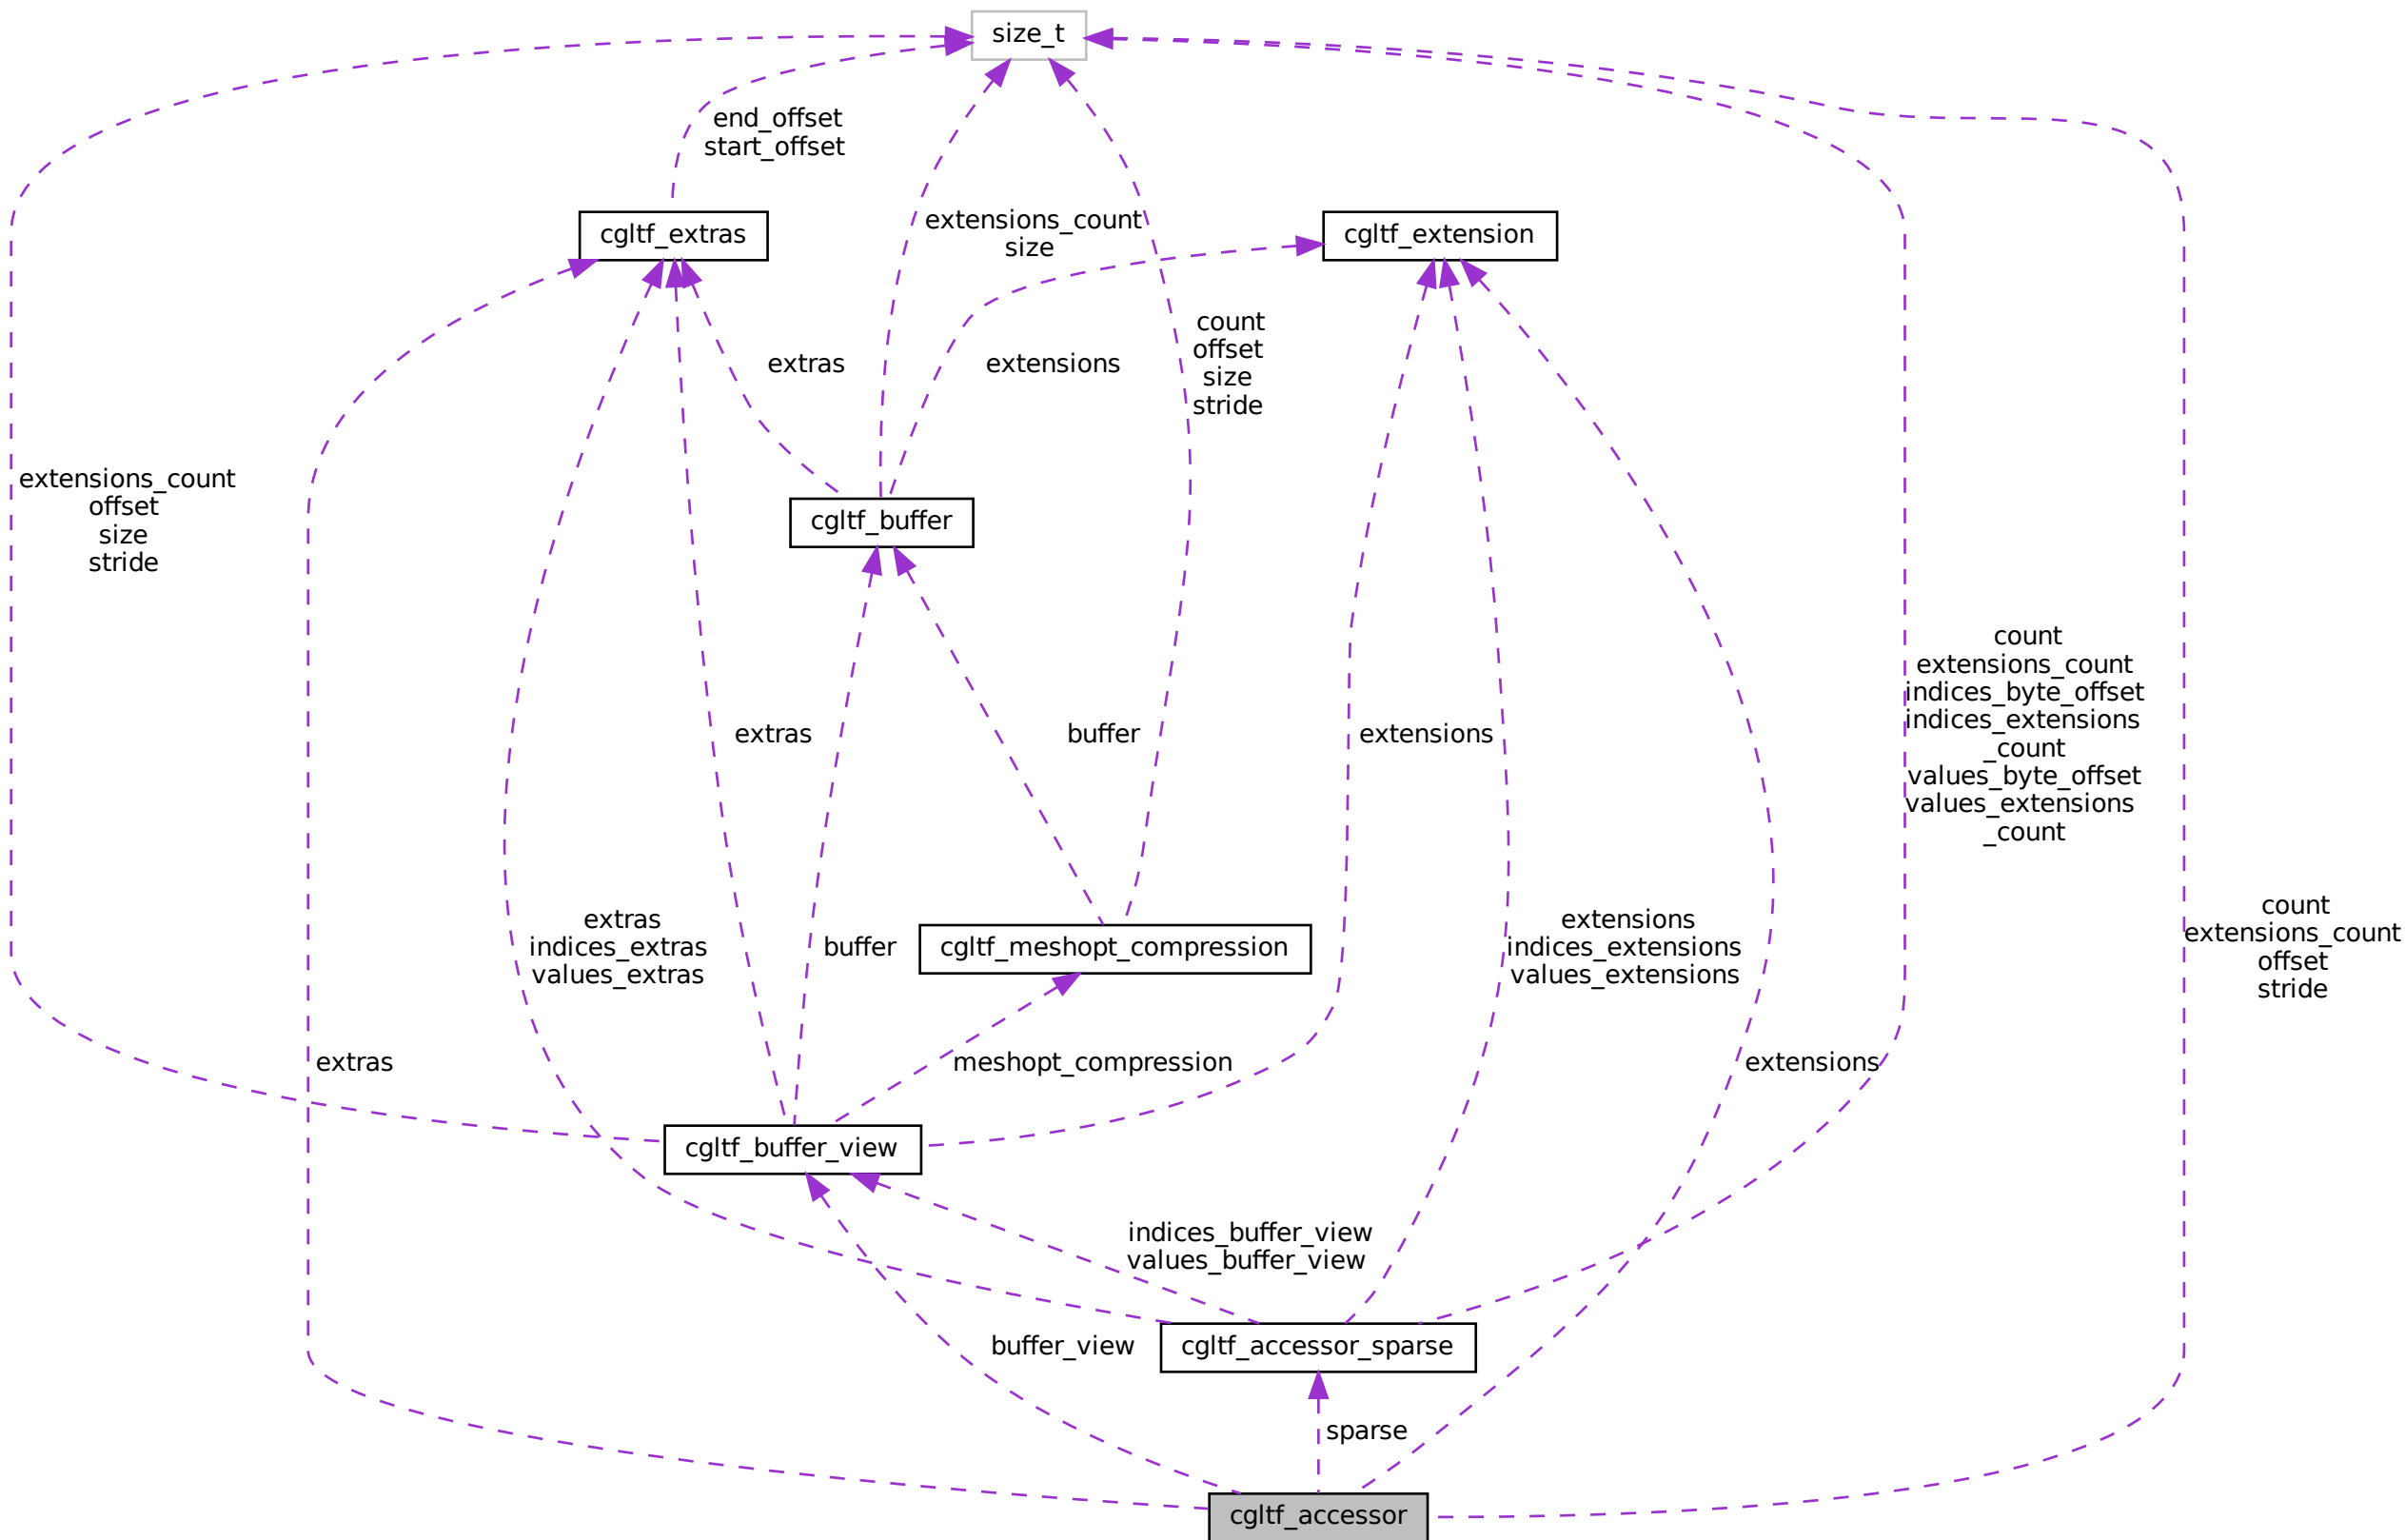 size_t
end_offset
start_offset
cgltf_extras
extensions_count
size
cgltf_extension
count
offset
size
stride
extras
extensions
extensions_count
offset
size
stride
cgltf_buffer
count
extensions_count
indices_byte_offset
indices_extensions
_count
values_byte_offset
values_extensions
_count
extras
buffer
extensions
extras
indices_extras
values_extras
buffer
cgltf_meshopt_compression
extensions
indices_extensions
values_extensions
count
extensions_count
offset
stride
extras
meshopt_compression
extensions
cgltf_buffer_view
indices_buffer_view
values_buffer_view
buffer_view
cgltf_accessor_sparse
sparse
cgltf_accessor